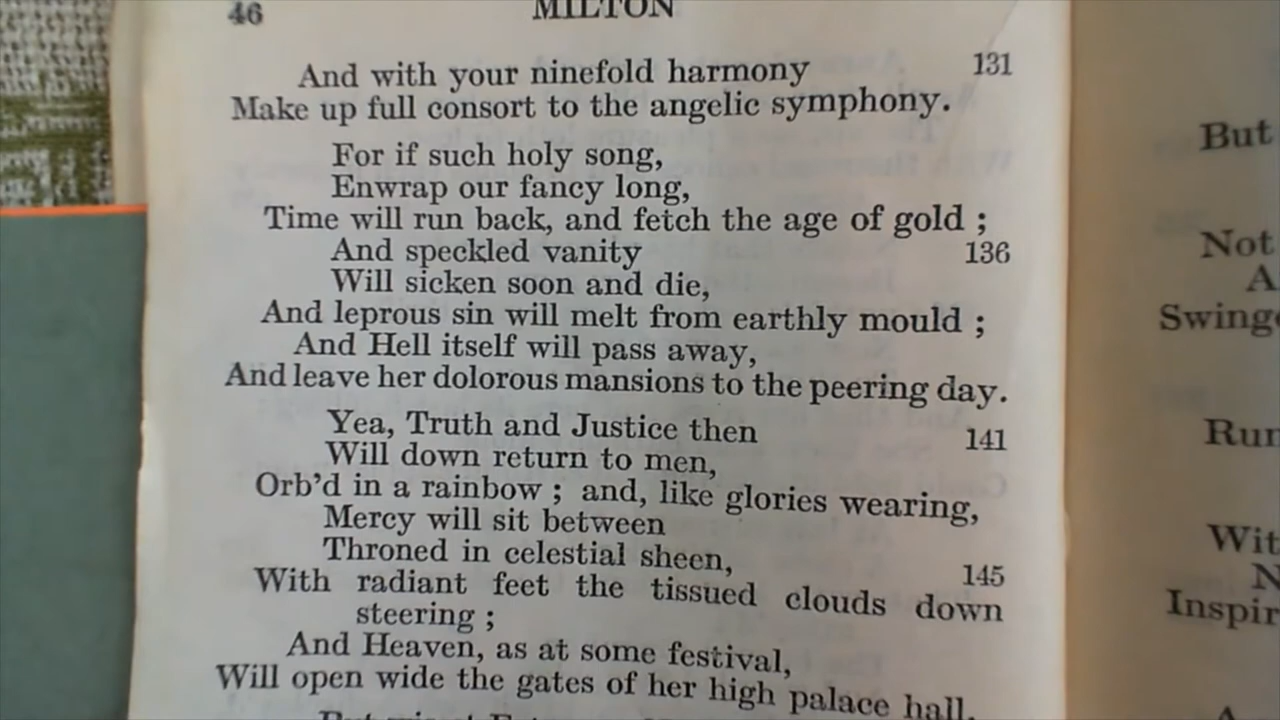 46 MILTON
And with your ninefold harmony 131
Make up full consort to the angelic symphony.
For if such holy song,
Enwrap our fancy long,
Time will run back, and fetch the age of gold ;
And speckled vanity 136
Will sicken soon and die,
And leprous sin will melt from earthly mould ;
And Hell itself will pass away,
And leave her dolorous mansions to the peering day.
Yea, Truth and Justice then 141
Will down return to men,
Orb'd in a rainbow ; and, like glories wearing,
Mercy will sit between
Throned in celestial sheen, 145
With radiant feet the tissued clouds down
steering ;
And Heaven, as at some festival,
Will open wide the gates of her high palace hall.
But
Not
A
Swinge
Run
Wit
N
Inspir